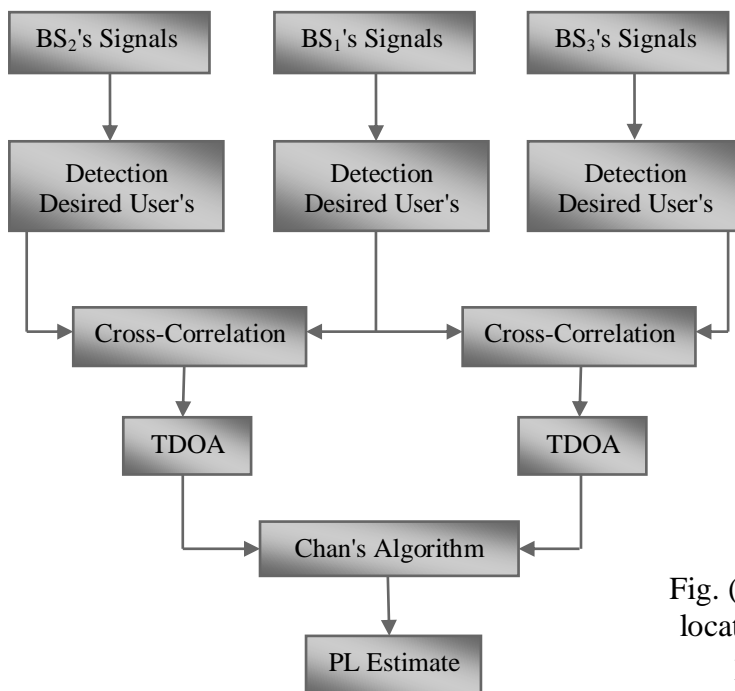 BS₂'s Signals
BS₁'s Signals
BS₃'s Signals
Detection
Desired User's
Detection
Desired User's
Detection
Desired User's
Cross-Correlation
Cross-Correlation
TDOA
TDOA
Chan's Algorithm
PL Estimate
Fig. (
locat